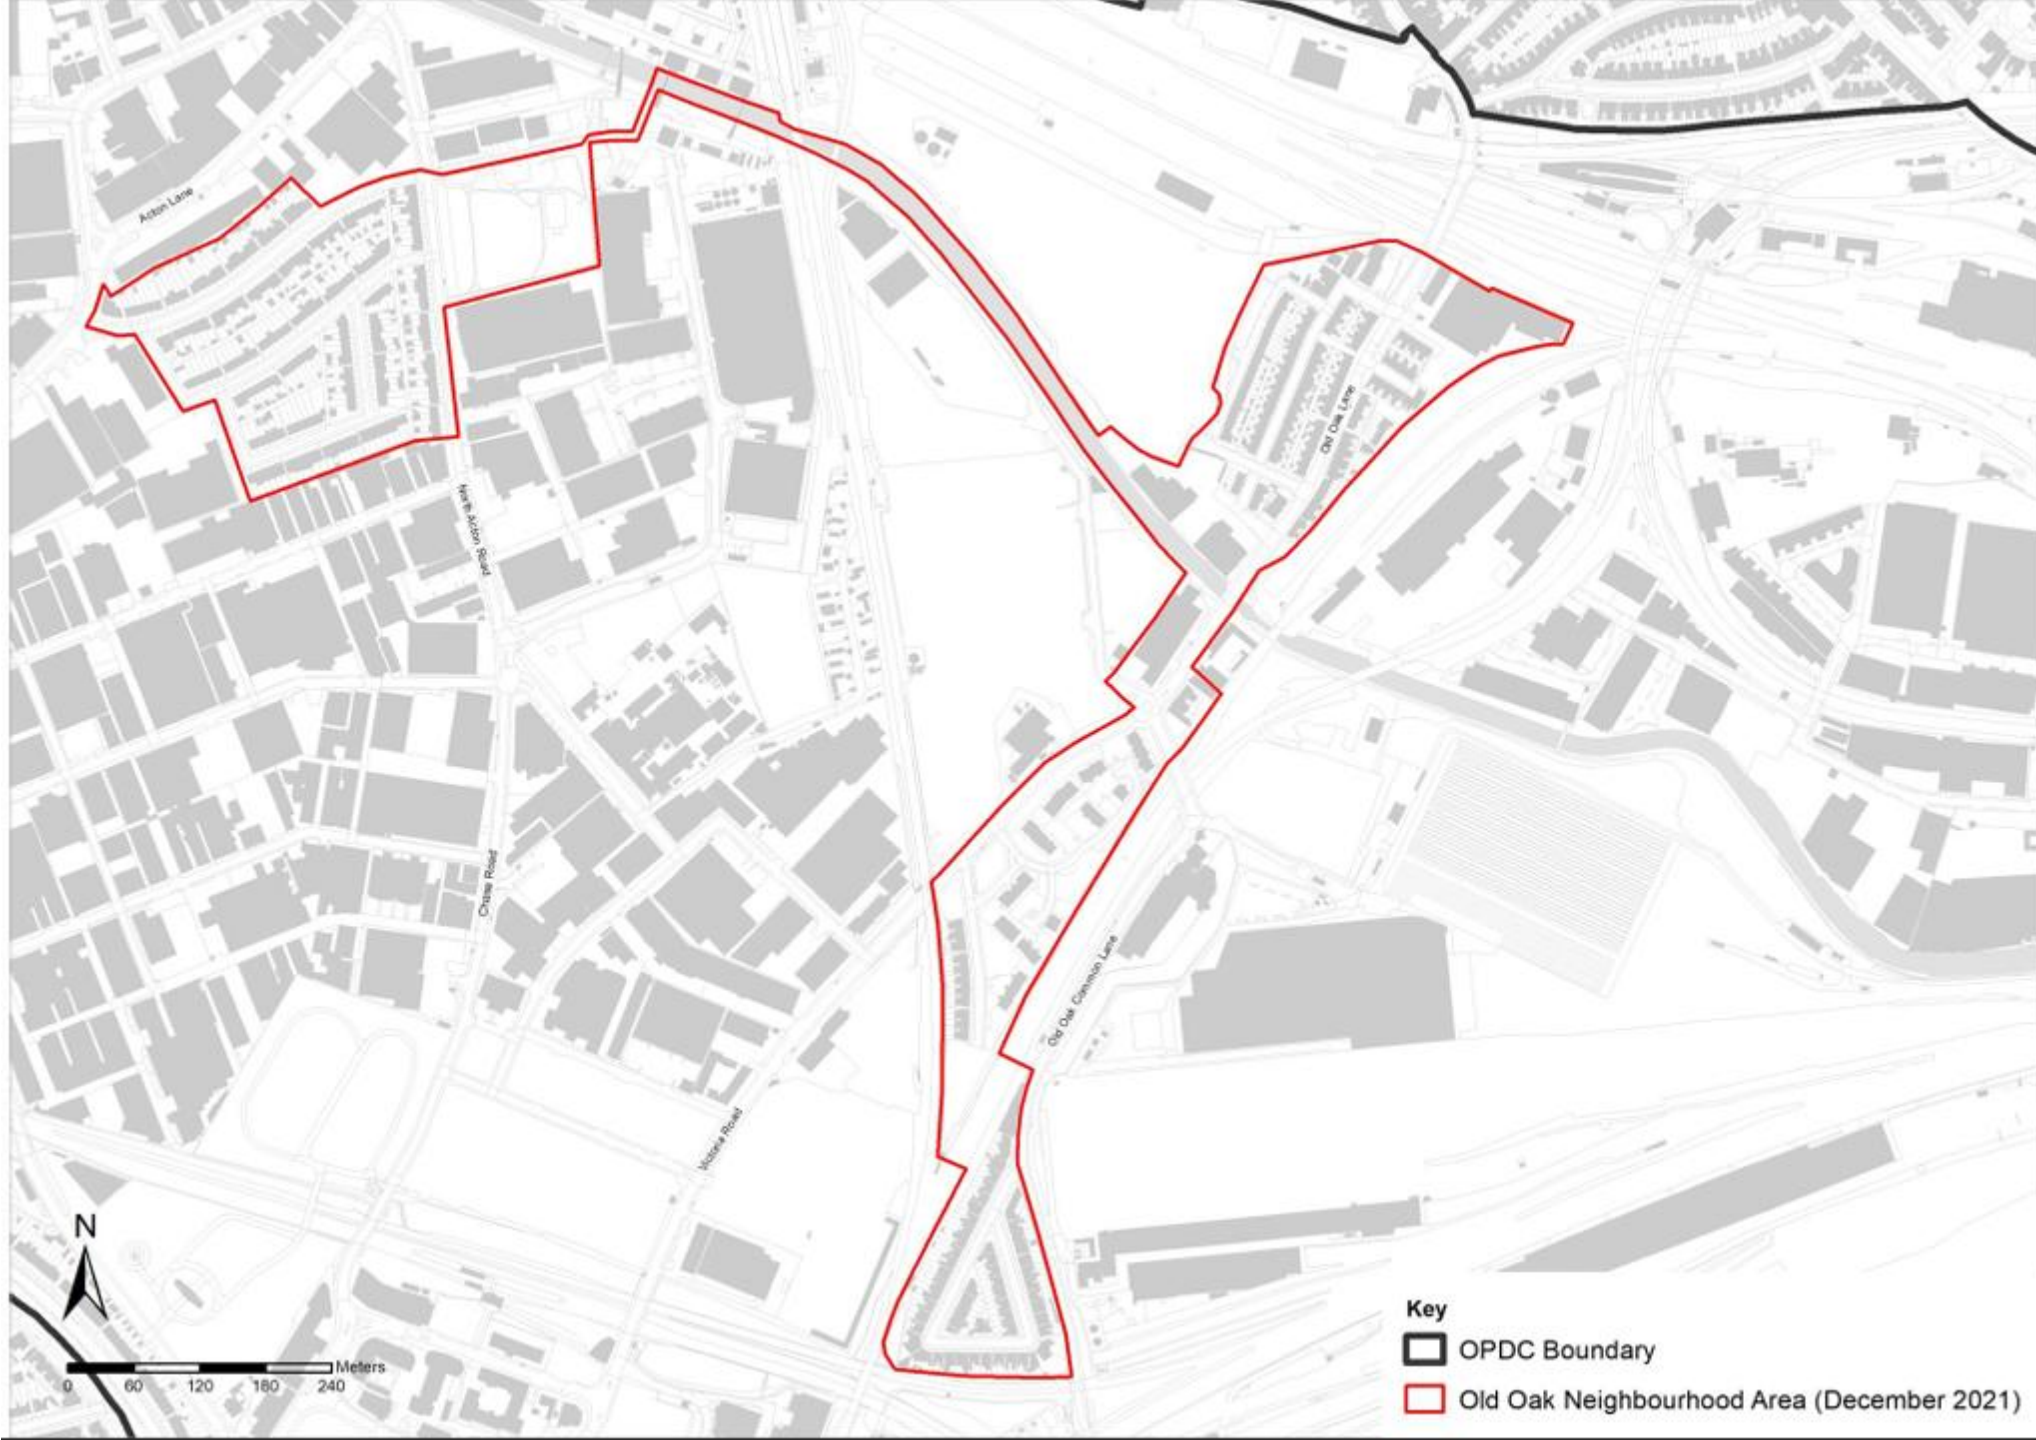 Acton Lane
Old Oak Lane
North Acton Road
Chase Road
Old Oak Common Lane
Victoria Road
N
Meters
0 60 120 180 240
Key
OPDC Boundary
Old Oak Neighbourhood Area (December 2021)